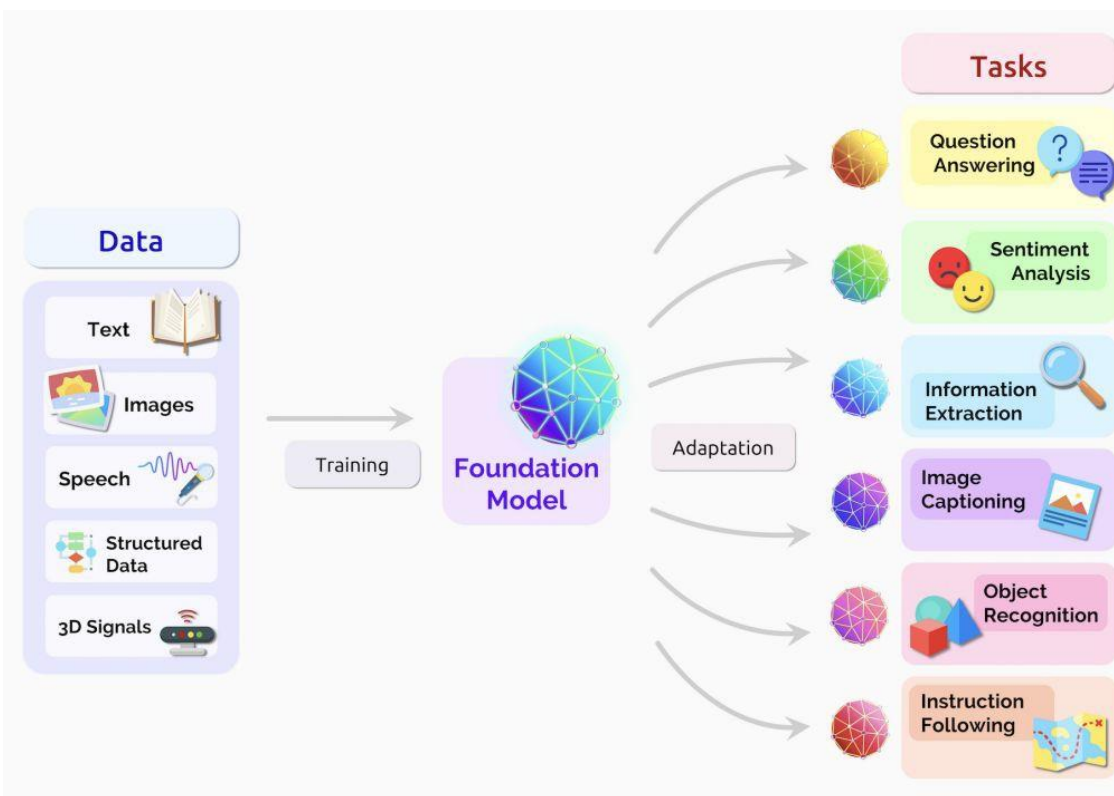 Data
Text
Images
Speech
Structured
Data
3D Signals
Training
Foundation
Model
Adaptation
Tasks
Question
Answering
?
Sentiment
Analysis
Information
Extraction
Image
Captioning
Object
Recognition
Instruction
Following